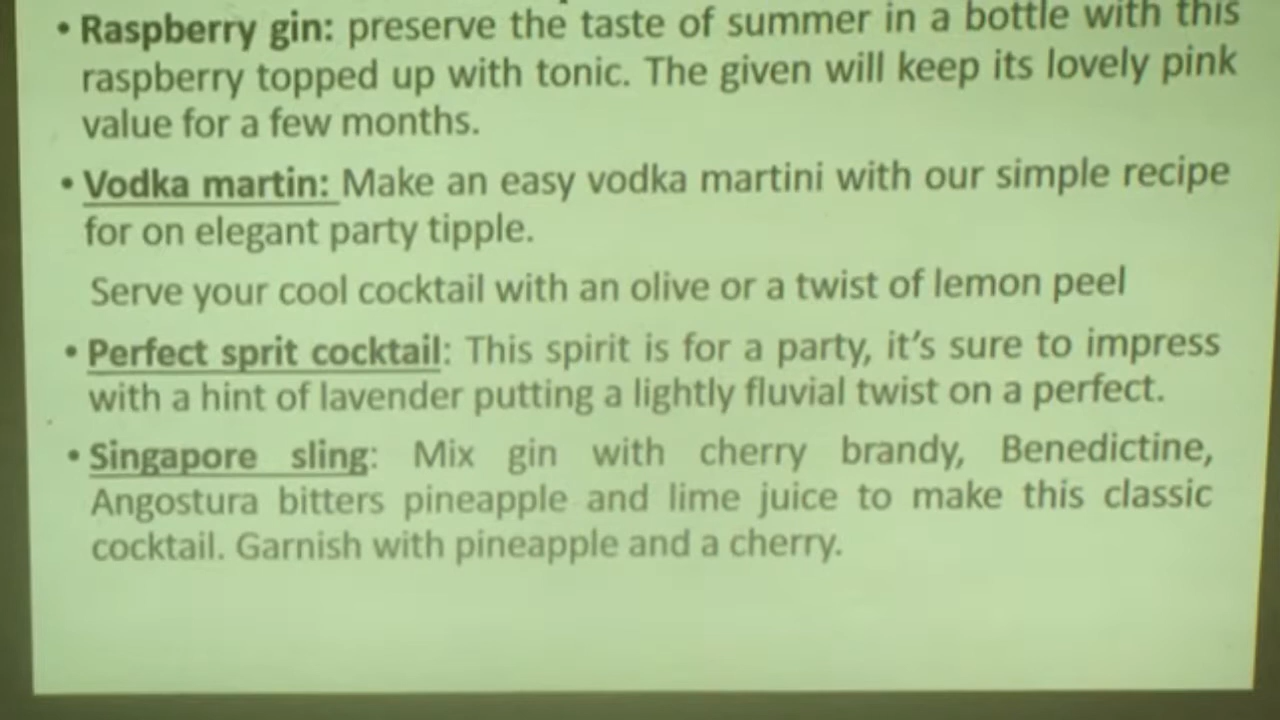 • Raspberry gin: preserve the taste of summer in a bottle with this
raspberry topped up with tonic. The given will keep its lovely pink
value for a few months.
• Vodka martin: Make an easy vodka martini with our simple recipe
for on elegant party tipple.
Serve your cool cocktail with an olive or a twist of lemon peel
• Perfect sprit cocktail: This spirit is for a party, it's sure to impress
with a hint of lavender putting a lightly fluvial twist on a perfect.
• Singapore sling: Mix gin with cherry brandy, Benedictine,
Angostura bitters pineapple and lime juice to make this classic
cocktail. Garnish with pineapple and a cherry.